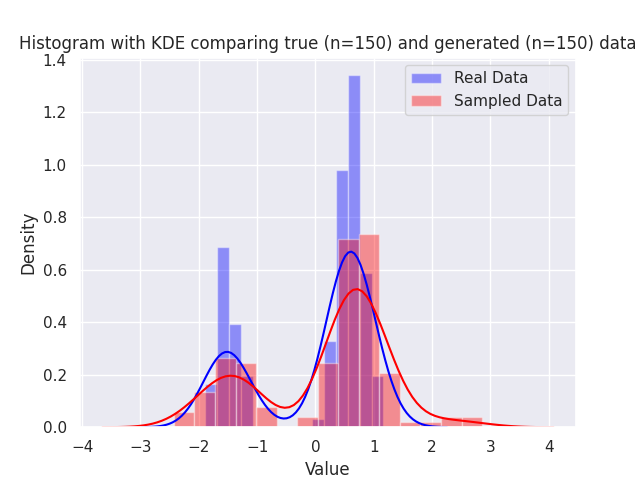 Histogram with KDE comparing true (n=150) and generated (n=150) data
Real Data
Sampled Data
Density
1.4
1.2
1.0
0.8
0.6
0.4
0.2
0.0
−4 −3 −2 −1 0 1 2 3 4
Value